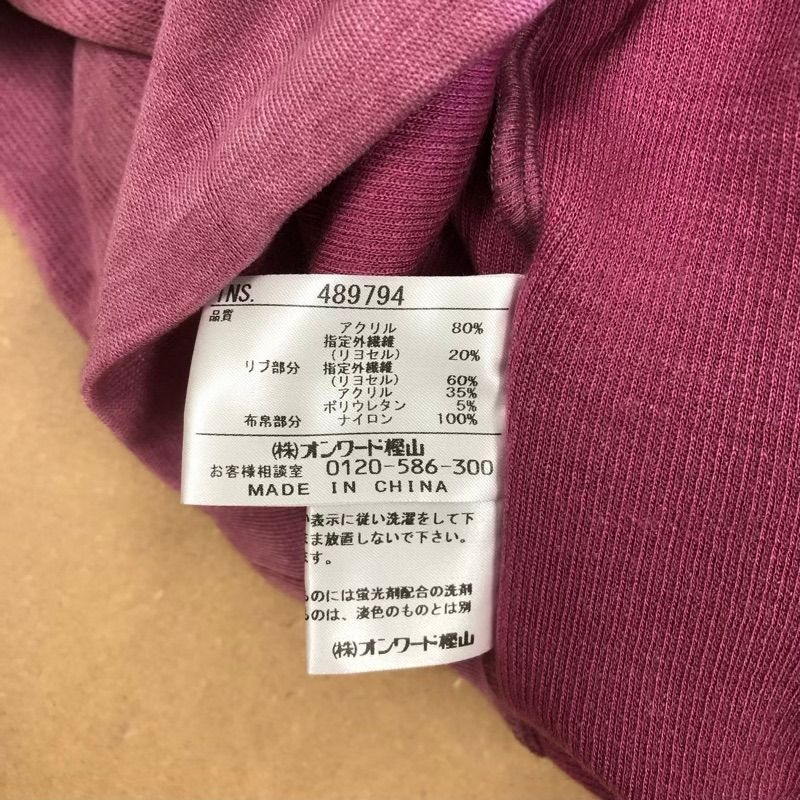 INS. 489794
品質
アクリル 80%
指定外繊維
(リヨセル) 20%
リブ部分 指定外繊維
(リヨセル) 60%
アクリル 35%
ポリウレタン 5%
布帛部分 ナイロン 100%
(株)オンワード樫山
お客様相談室 0120-586-300
MADE IN CHINA
表示に従い洗濯をして下
ま放直しないで下さい。
ます。
ものには蛍光剤配合の洗剤
ものは、淡色のものとは別
(株)オンワード樫山